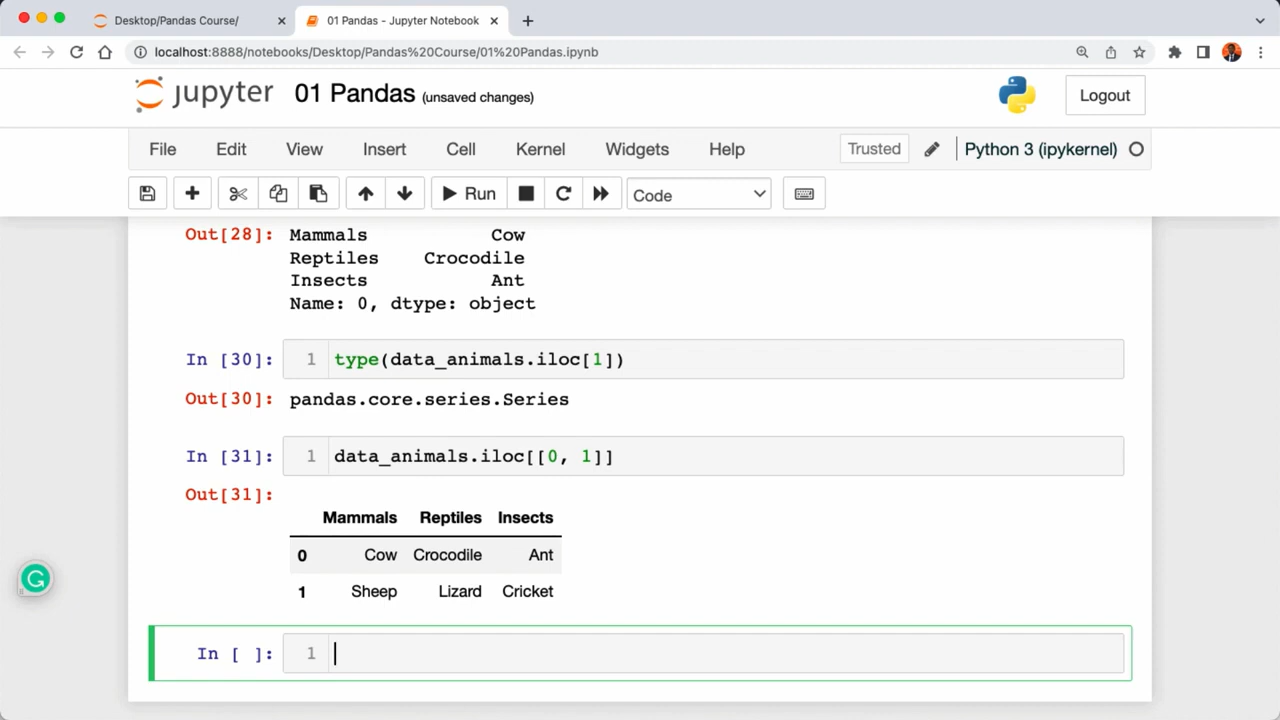 Desktop/Pandas Course/
01 Pandas - Jupyter Notebook
localhost:8888/notebooks/Desktop/Pandas%20Course/01%20Pandas.ipynb
jupyter 01 Pandas (unsaved changes)
Logout
File Edit View Insert Cell Kernel Widgets Help Trusted Python 3 (ipykernel)
Run Code
Out[28]: Mammals Cow
Reptiles Crocodile
Insects Ant
Name: 0, dtype: object
In [30]: 1 type(data_animals.iloc[1])
Out[30]: pandas.core.series.Series
In [31]: 1 data_animals.iloc[[0, 1]]
Out[31]:
Mammals Reptiles Insects
0 Cow Crocodile Ant
1 Sheep Lizard Cricket
In [ ]: 1